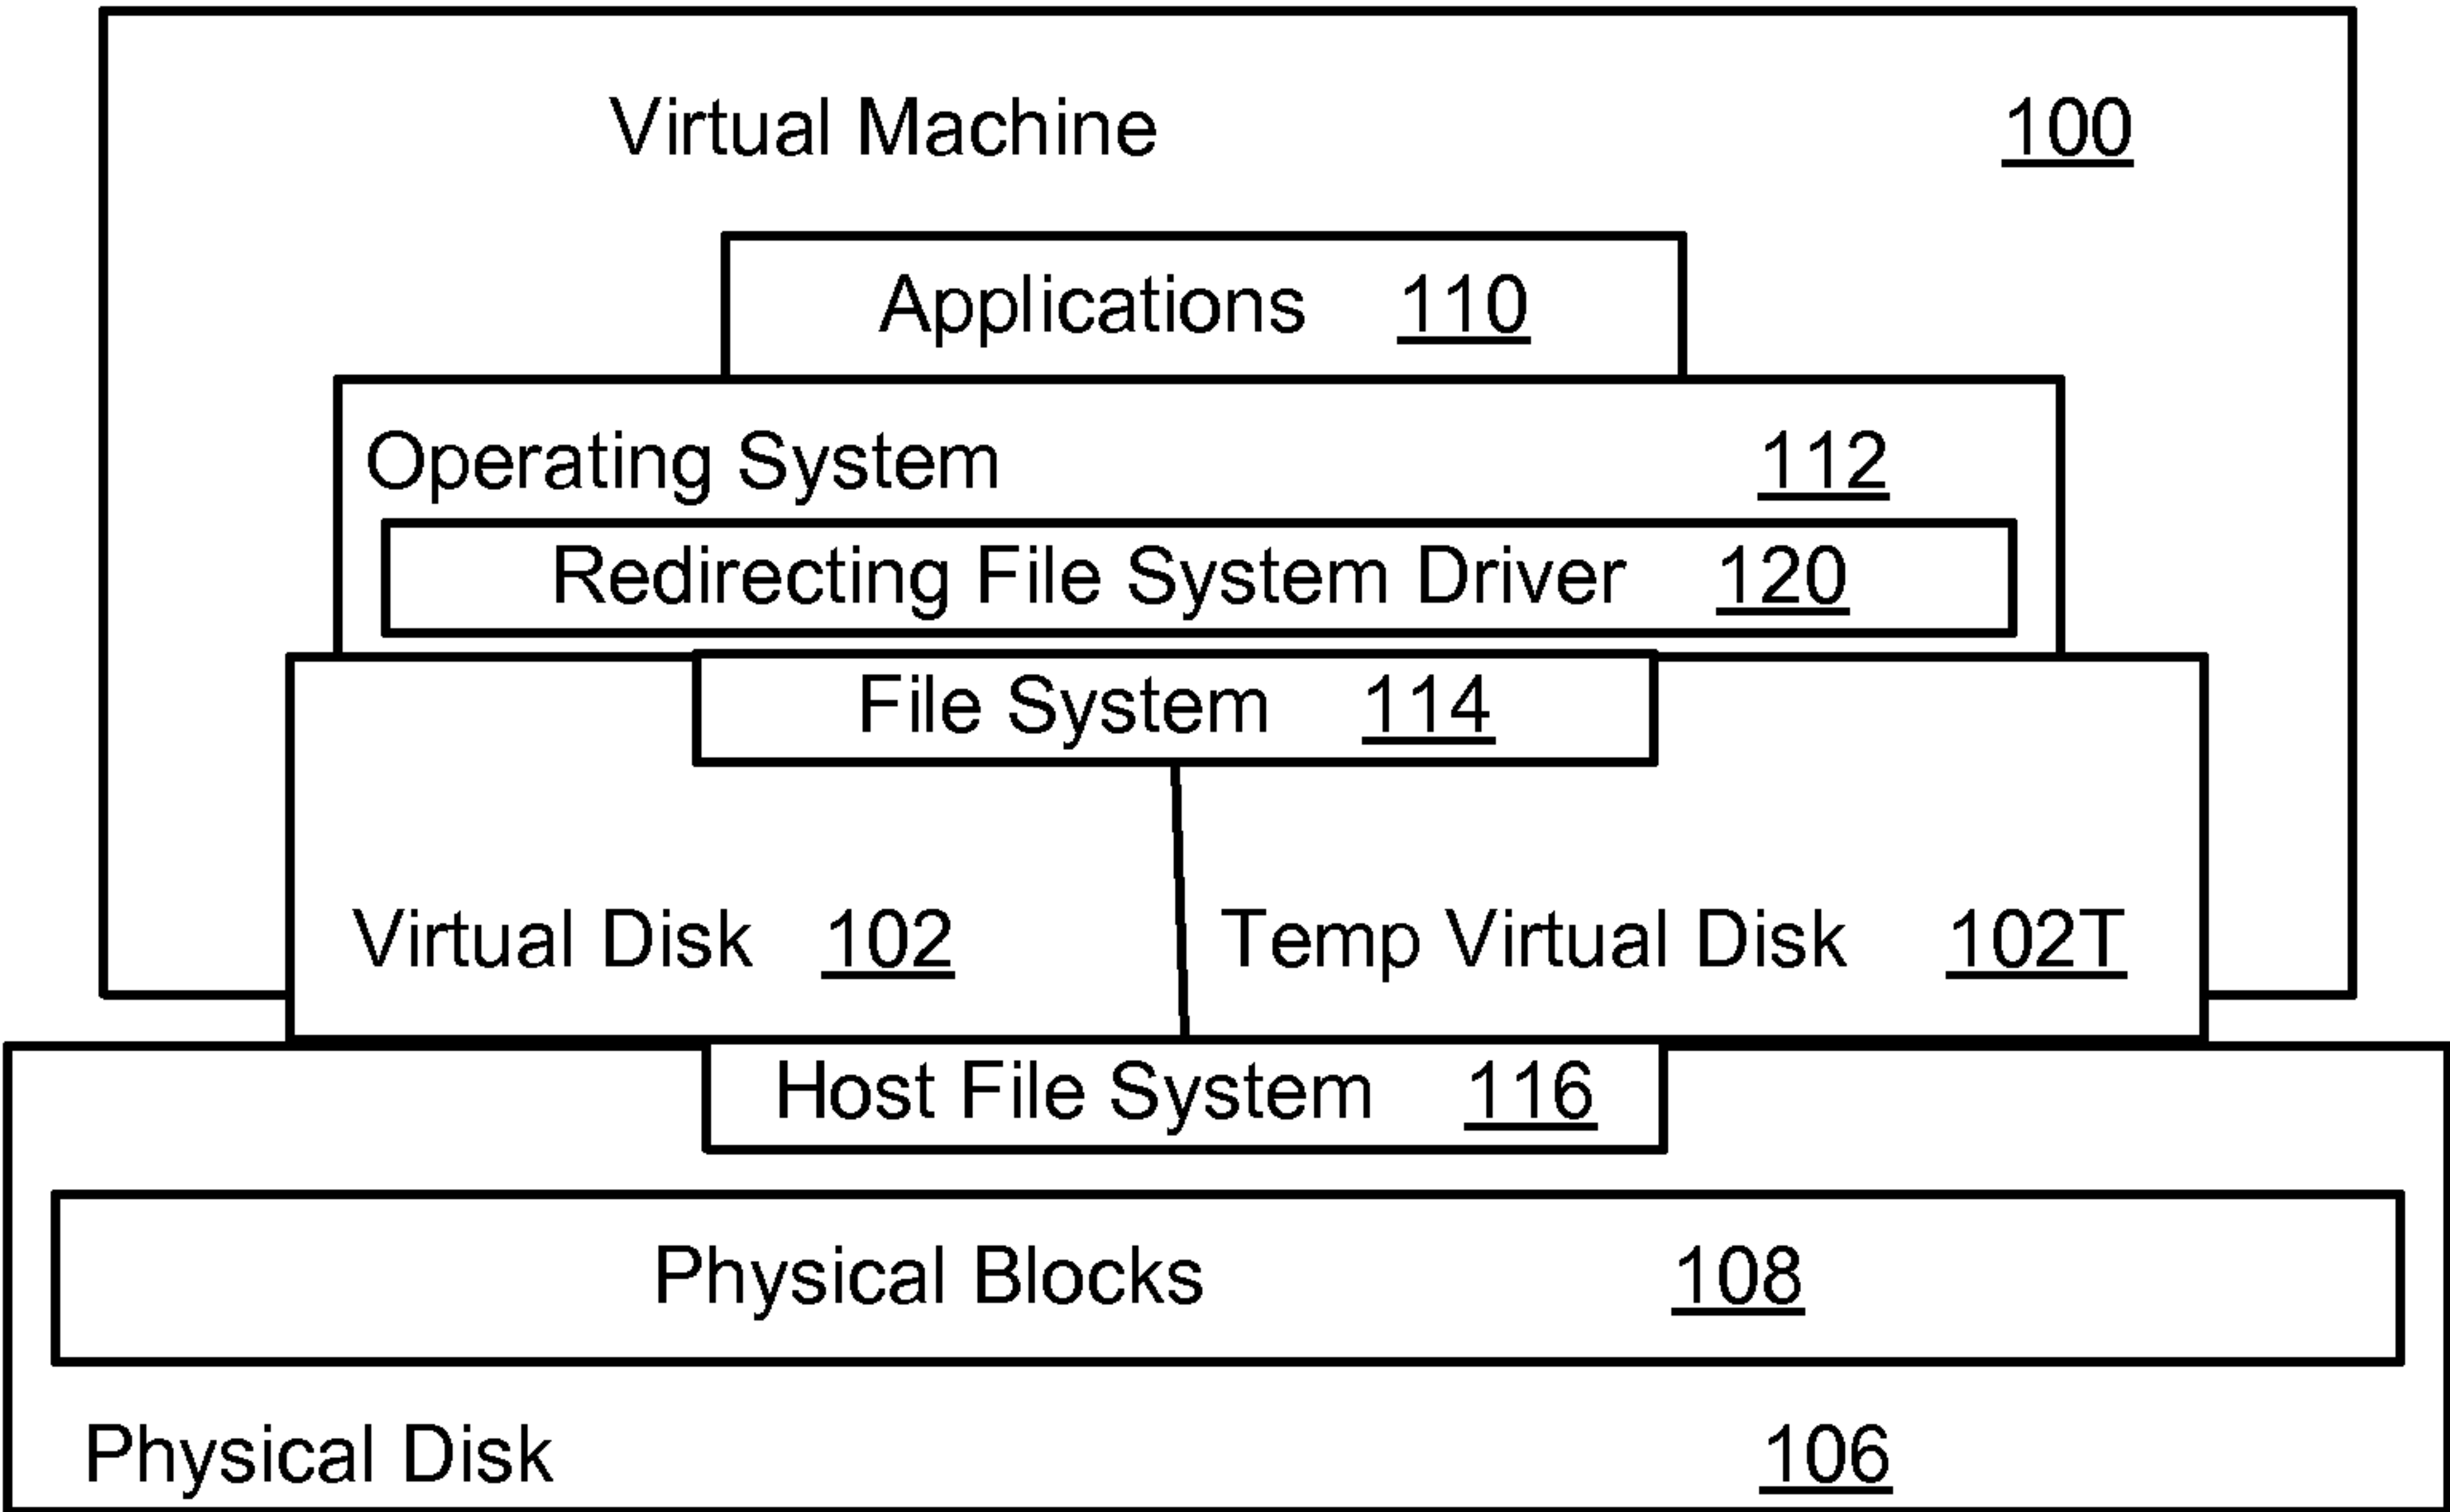 Virtual Machine 100
Applications 110
Operating System 112
Redirecting File System Driver 120
File System 114
Virtual Disk 102 Temp Virtual Disk 102T
Host File System 116
Physical Blocks 108
Physical Disk 106